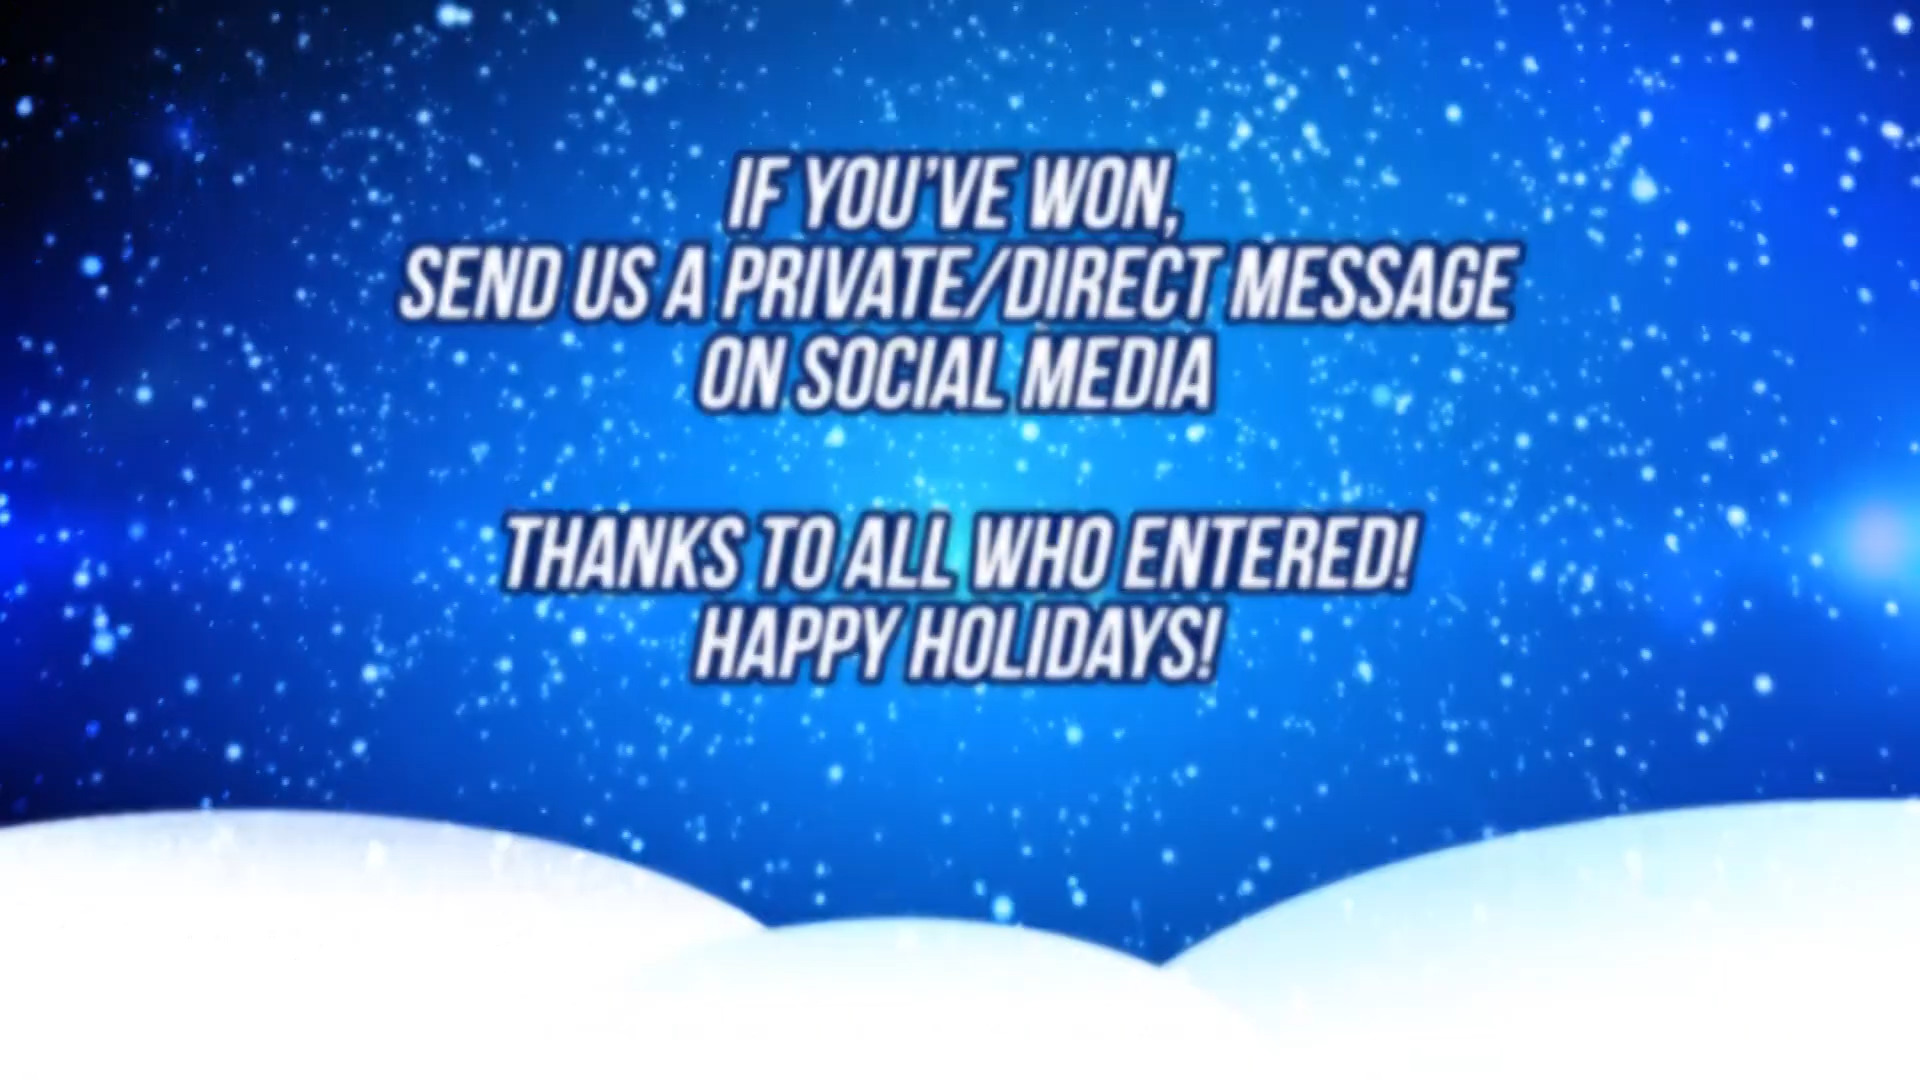 IF YOU'VE WON,
SEND US A PRIVATE/DIRECT MESSAGE
ON SOCIAL MEDIA
THANKS TO ALL WHO ENTERED!
HAPPY HOLIDAYS!